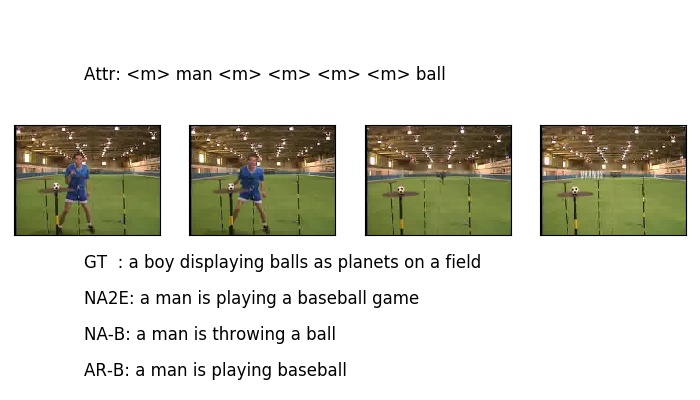 Attr: <m> man <m> <m> <m> <m> ball
GT : a boy displaying balls as planets on a field
NA2E: a man is playing a baseball game
NA-B: a man is throwing a ball
AR-B: a man is playing baseball